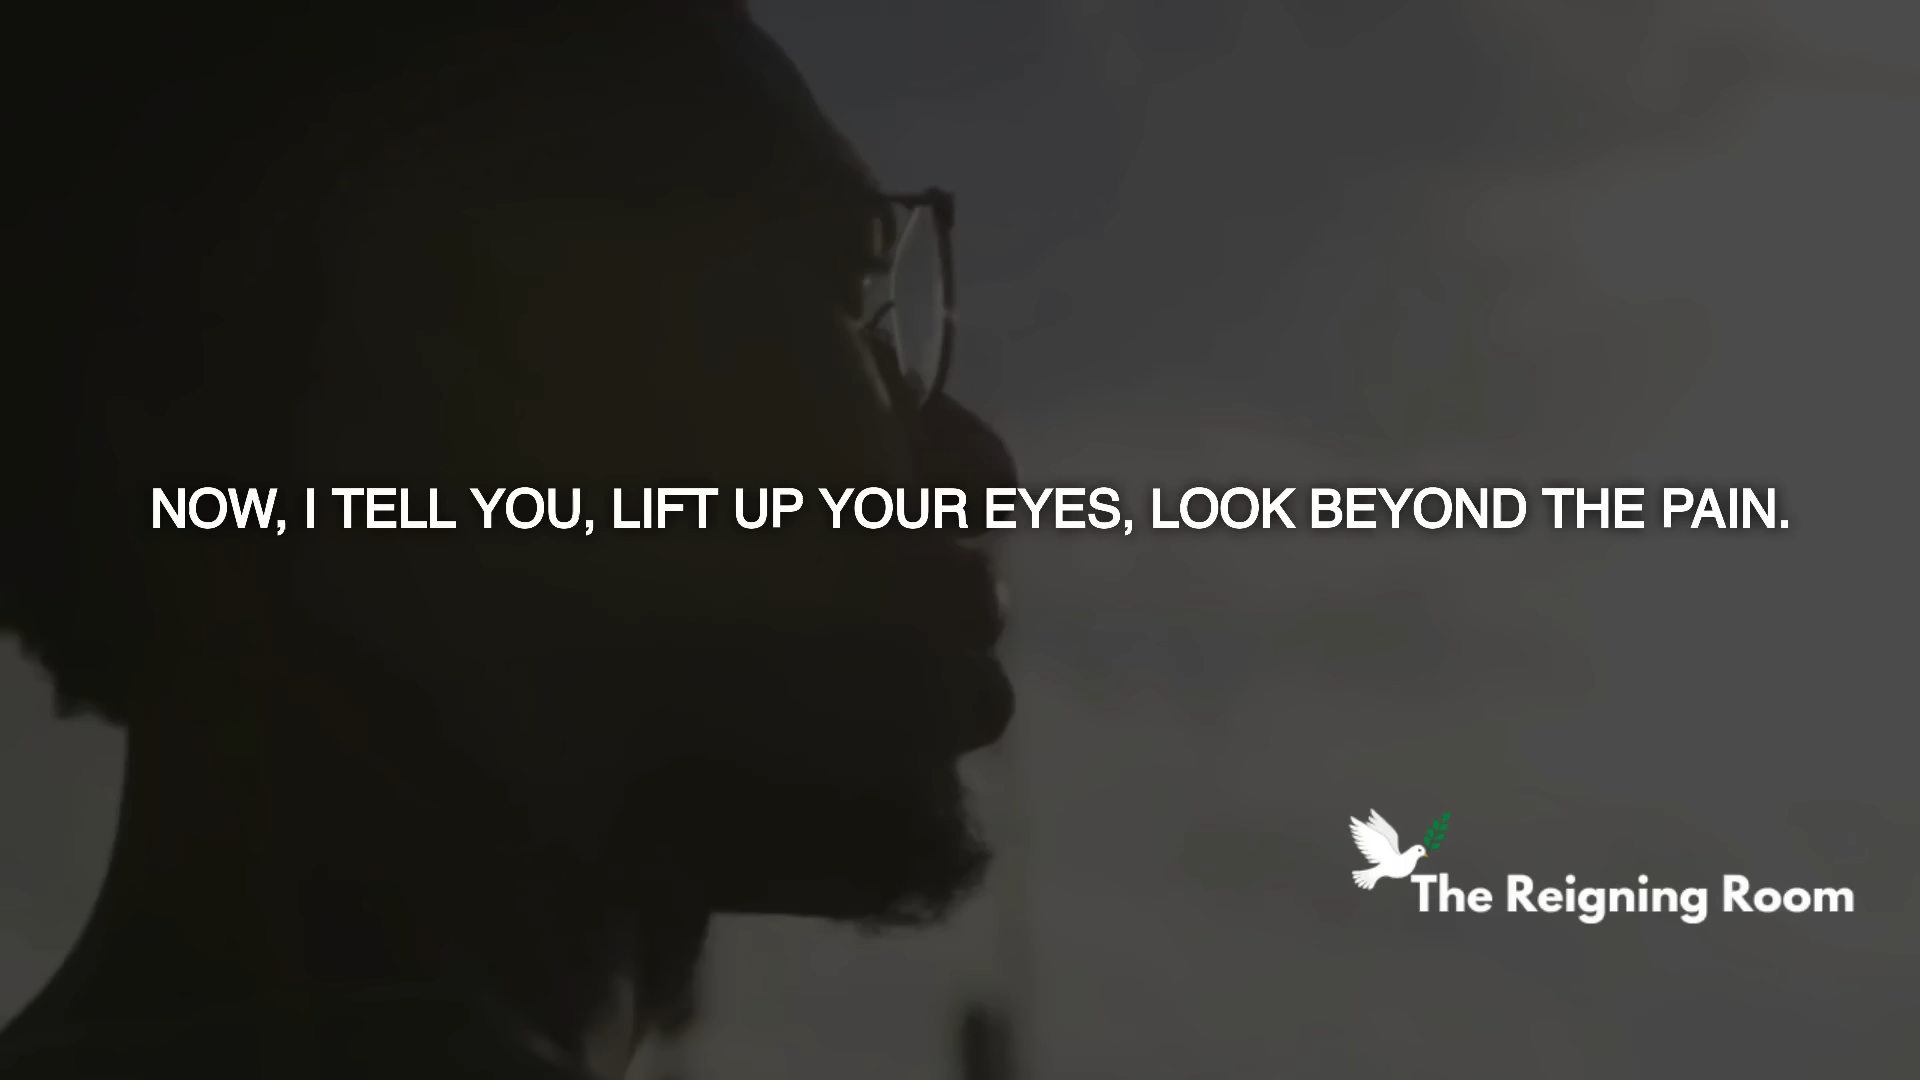 NOW, I TELL YOU, LIFT UP YOUR EYES, LOOK BEYOND THE PAIN.
The Reigning Room